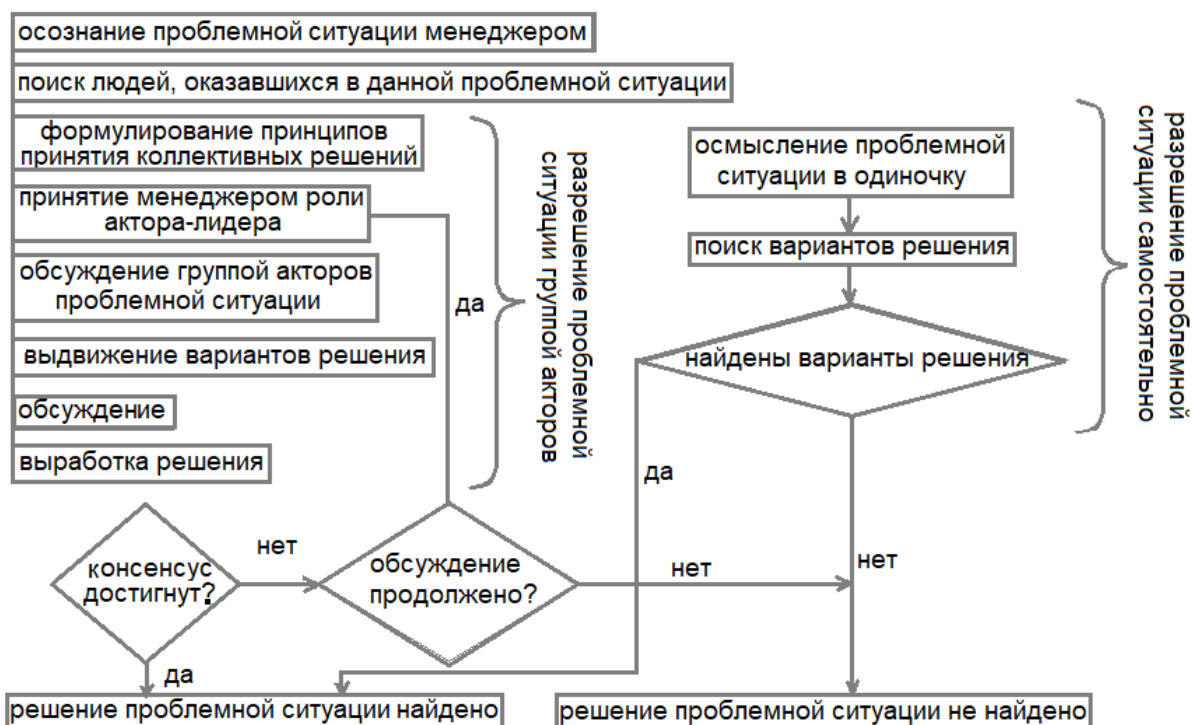 осознание проблемной ситуации менеджером
поиск людей, оказавшихся в данной проблемной ситуации
формулирование принципов
принятия коллективных решений
принятие менеджером роли
актора-лидера
обсуждение группой акторов
проблемной ситуации
выдвижение вариантов решения
обсуждение
выработка решения
разрешение проблемной
ситуации группой акторов
да
консенсус
достигнут?
нет
да
обсуждение
продолжено?
нет
решение проблемной ситуации найдено
осмысление проблемной
ситуации в одиночку
поиск вариантов решения
найдены варианты решения
да
нет
разрешение проблемной
ситуации самостоятельно
решение проблемной ситуации не найдено